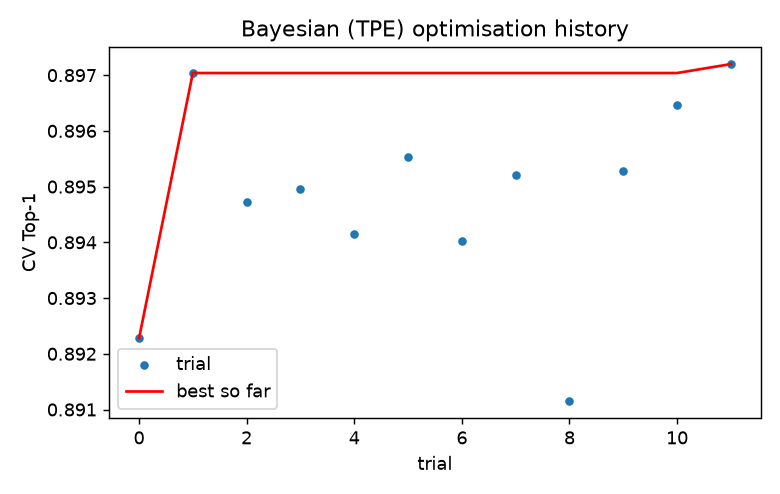 Bayesian (TPE) optimisation history
CV Top-1
0.897
0.896
0.895
0.894
0.893
0.892
0.891
trial
best so far
0 2 4 6 8 10
trial